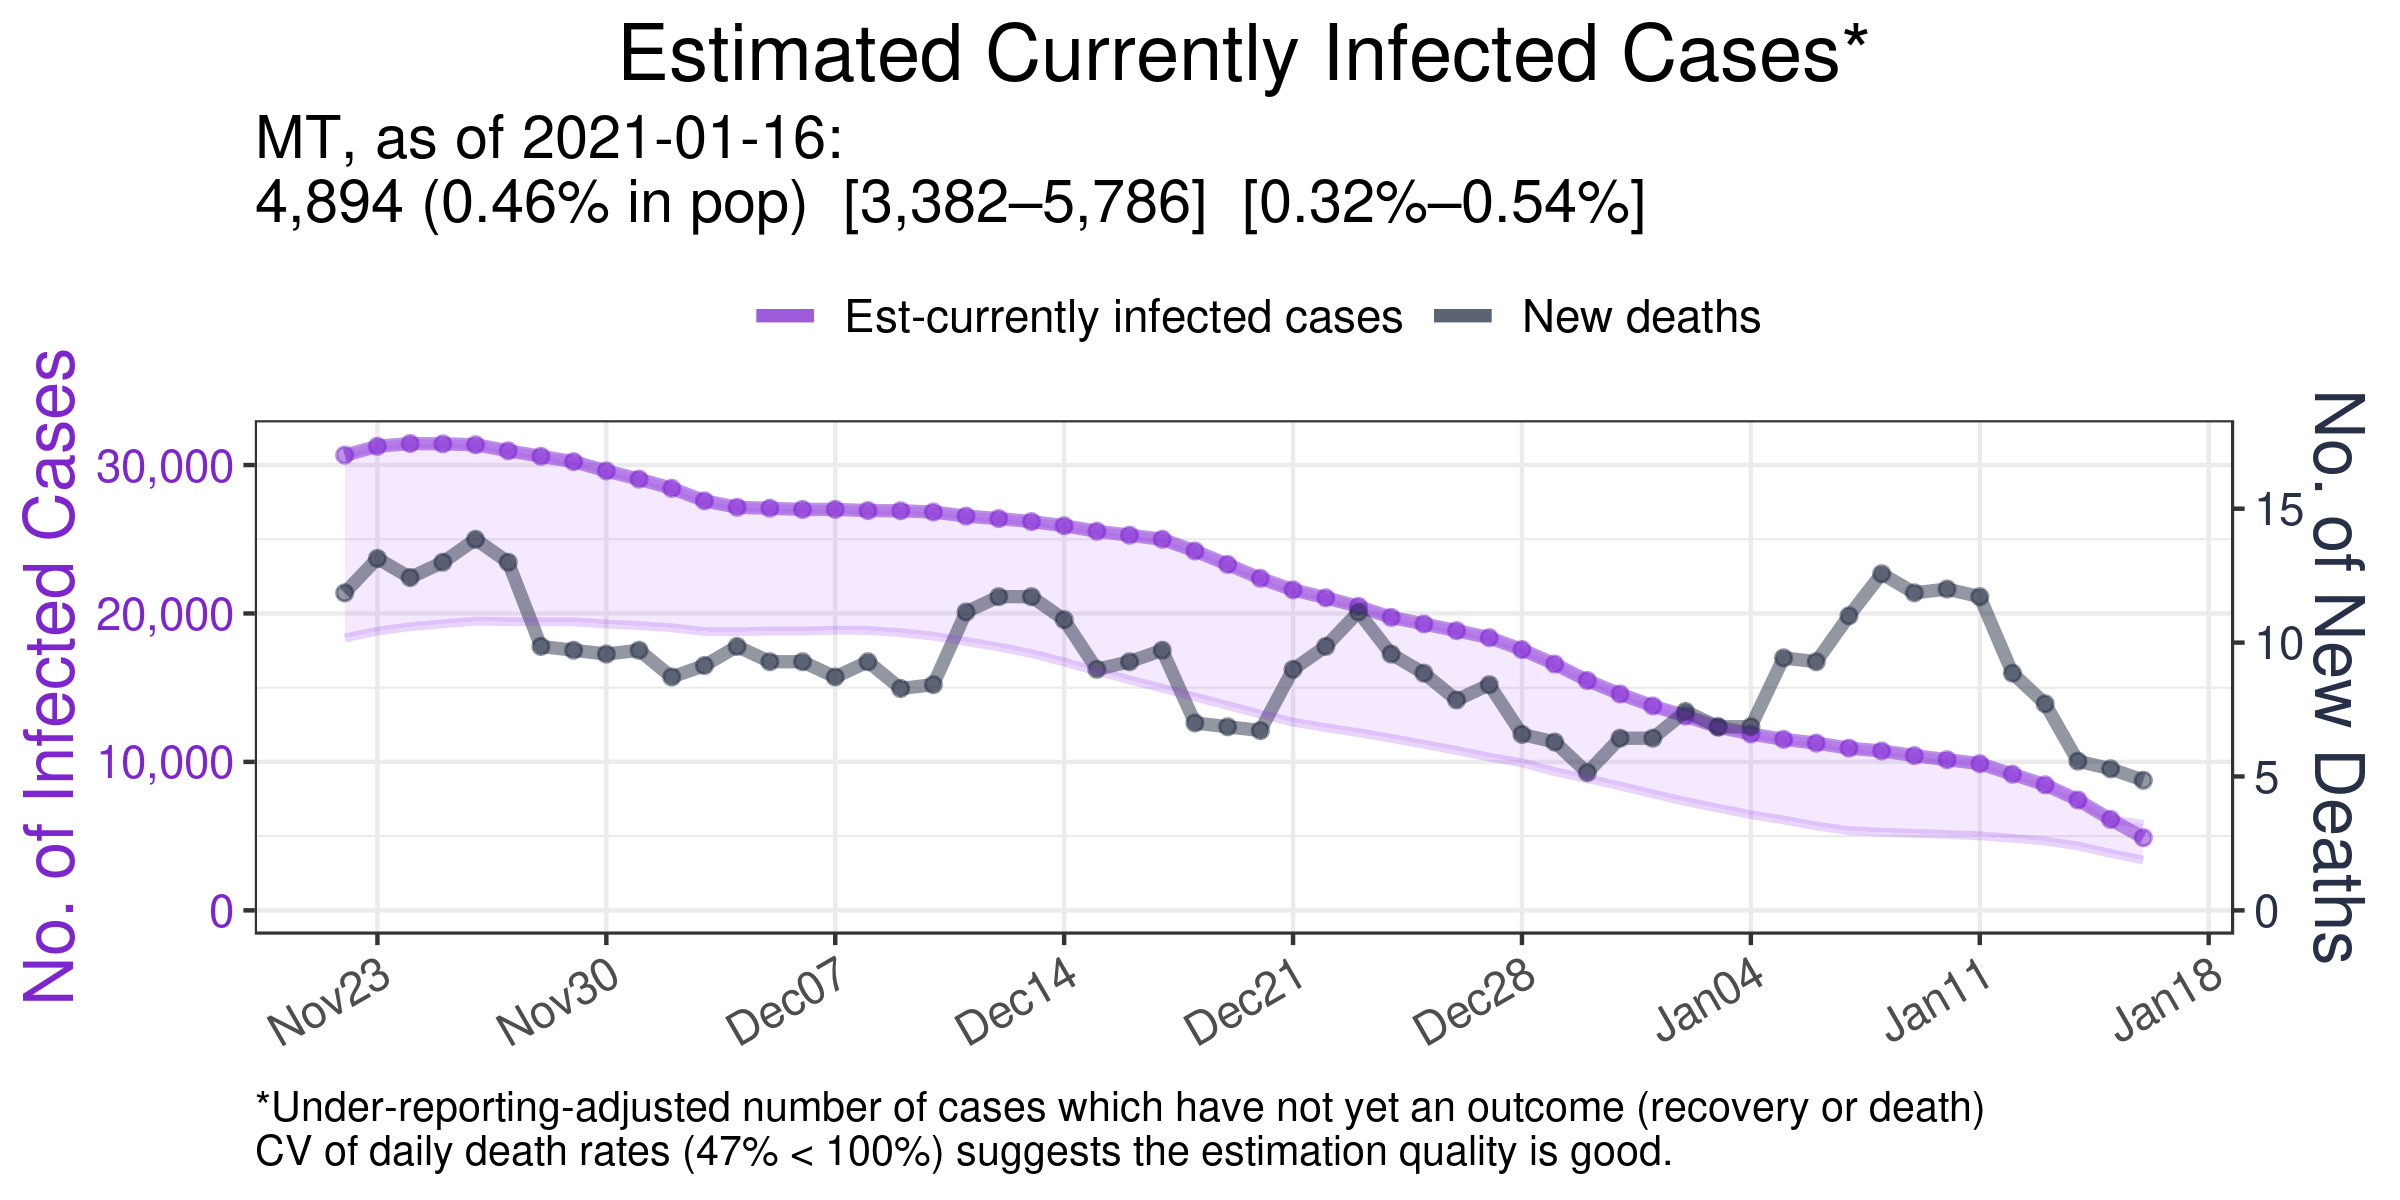 Estimated Currently Infected Cases*
MT, as of 2021-01-16:
4,894 (0.46% in pop)  [3,382–5,786]  [0.32%–0.54%]
Est-currently infected cases
New deaths
No. of Infected Cases
30,000
20,000
10,000
0
No. of New Deaths
15
10
5
0
Nov23
Nov30
Dec07
Dec14
Dec21
Dec28
Jan04
Jan11
Jan18
*Under-reporting-adjusted number of cases which have not yet an outcome (recovery or death)
CV of daily death rates (47% < 100%) suggests the estimation quality is good.